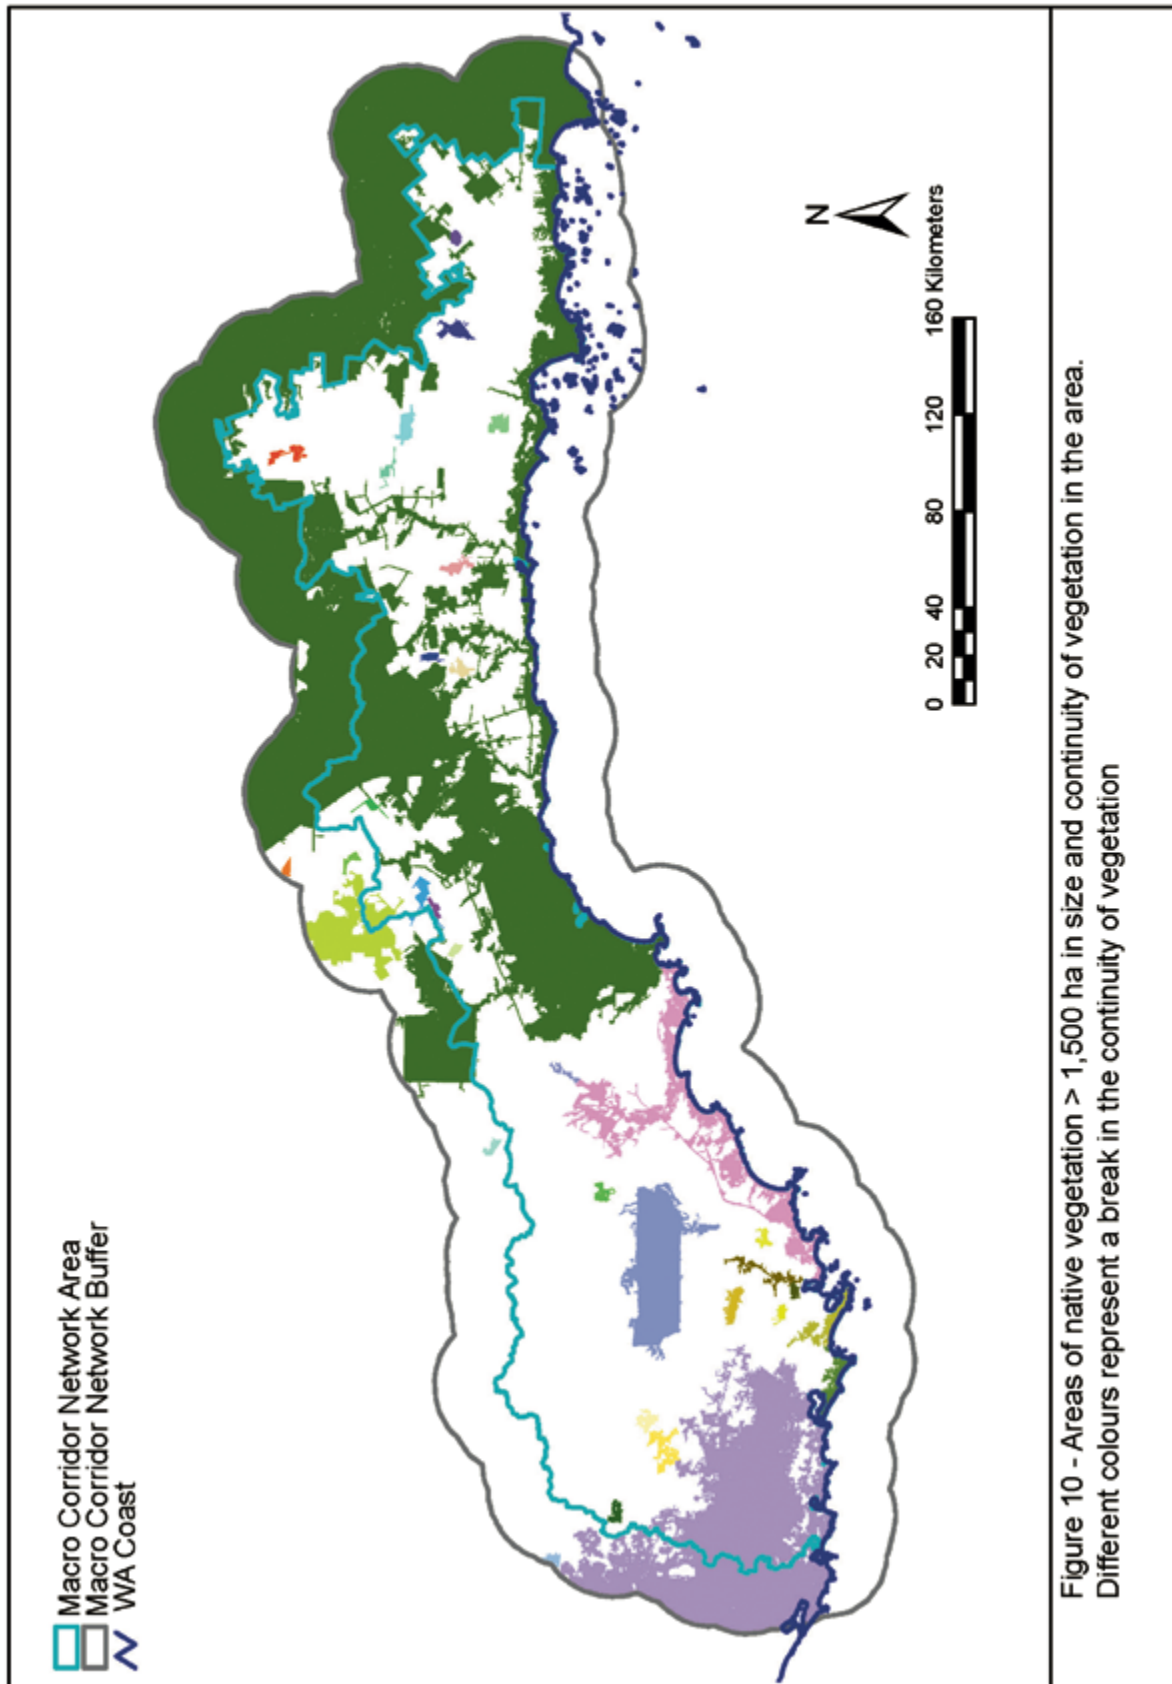 Macro Corridor Network Area
Macro Corridor Network Buffer
WA Coast
N
0 20 40 80 120 160 Kilometers
Figure 10 - Areas of native vegetation > 1,500 ha in size and continuity of vegetation in the area.
Different colours represent a break in the continuity of vegetation